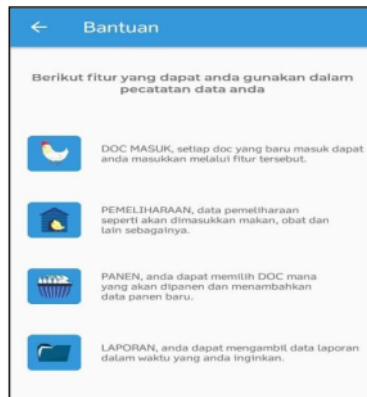 Bantuan
Berikut fitur yang dapat anda gunakan dalam
pecatatan data anda
DOC MASUK, setiap doc yang baru masuk dapat
anda masukkan melalui fitur tersebut.
PEMELIHARAAN, data pemeliharaan
seperti akan dimasukkan makan, obat dan
lain sebagainya.
PANEN, anda dapat memilih DOC mana
yang akan dipanen dan menambahkan
data panen baru.
LAPORAN, anda dapat mengambil data laporan
dalam waktu yang anda inginkan.